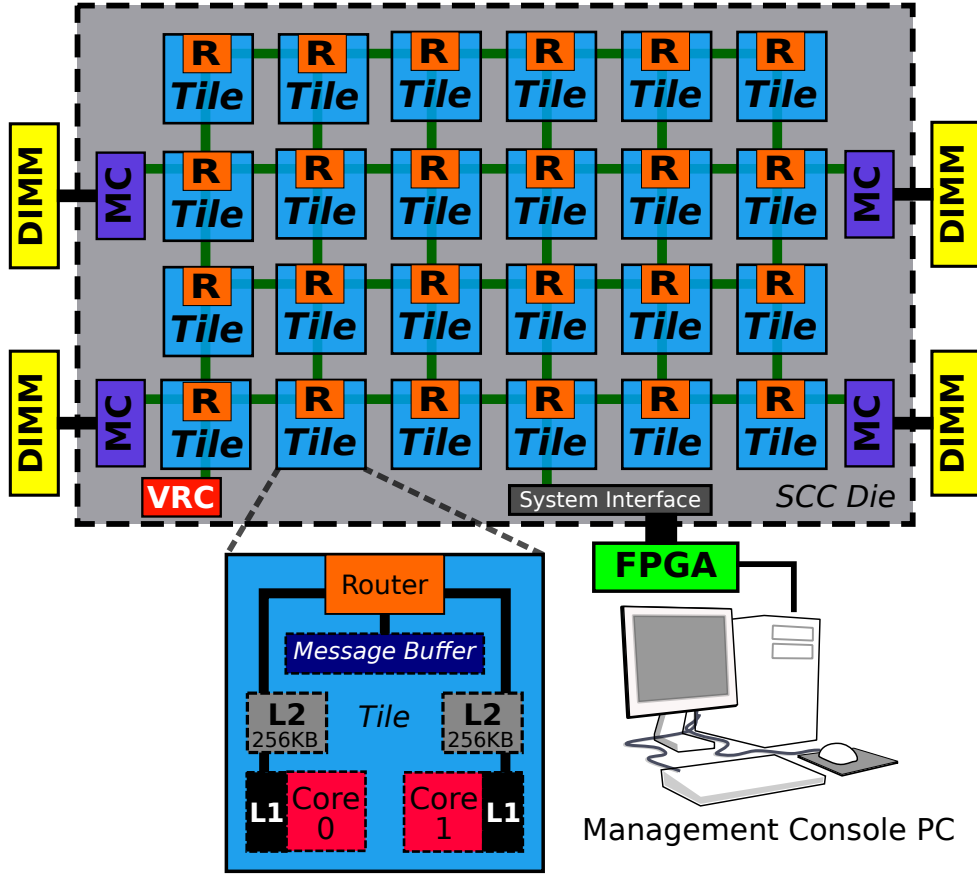 R R R R R R
Tile Tile Tile Tile Tile Tile
DIMM MC R R R R R R MC DIMM
Tile Tile Tile Tile Tile Tile
R R R R R R
Tile Tile Tile Tile Tile Tile
DIMM MC R R R R R R MC DIMM
Tile Tile Tile Tile Tile Tile
VRC System Interface SCC Die
FPGA
Router
Message Buffer
L2 Tile L2
256KB 256KB
L1 Core Core L1
0 1
Management Console PC